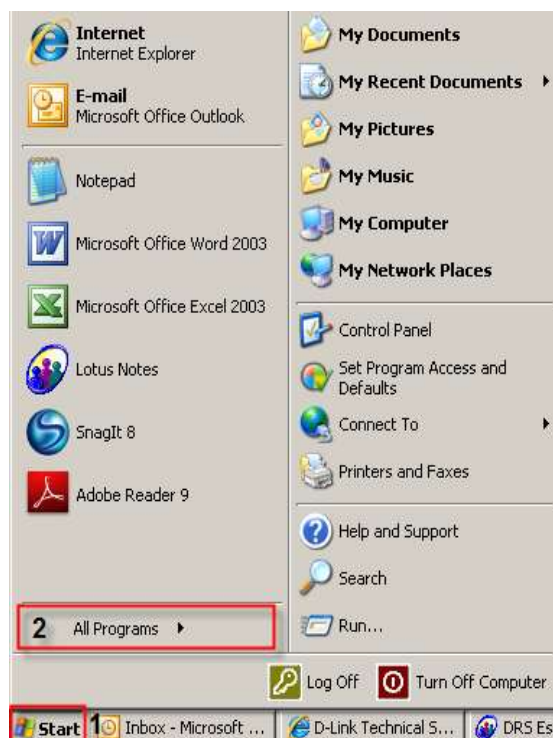 Internet
Internet Explorer
E-mail
Microsoft Office Outlook
Notepad
Microsoft Office Word 2003
Microsoft Office Excel 2003
Lotus Notes
SnagIt 8
Adobe Reader 9
2 All Programs
My Documents
My Recent Documents
My Pictures
My Music
My Computer
My Network Places
Control Panel
Set Program Access and
Defaults
Connect To
Printers and Faxes
Help and Support
Search
Run...
Log Off
Turn Off Computer
Start 1
Inbox - Microsoft ...
D-Link Technical S...
DRS Es